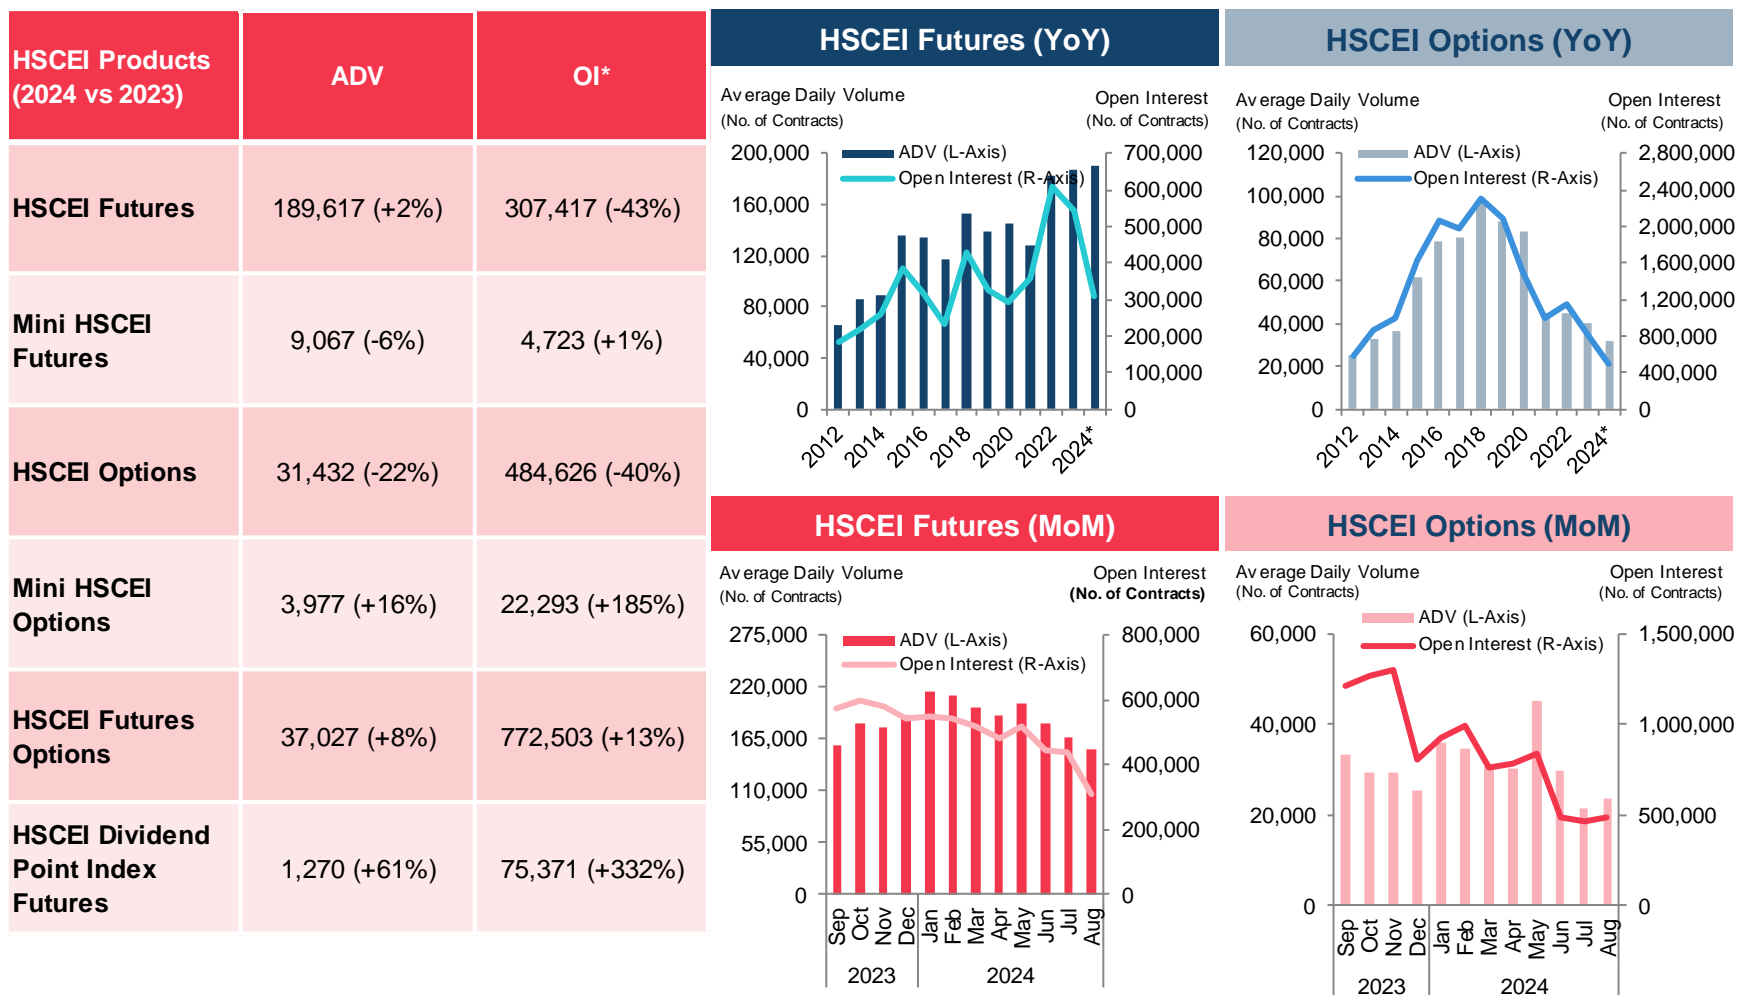 HSCEI Products
(2024 vs 2023)
ADV
OI*
HSCEI Futures
189,617 (+2%)
307,417 (-43%)
Mini HSCEI
Futures
9,067 (-6%)
4,723 (+1%)
HSCEI Options
31,432 (-22%)
484,626 (-40%)
Mini HSCEI
Options
3,977 (+16%)
22,293 (+185%)
HSCEI Futures
Options
37,027 (+8%)
772,503 (+13%)
HSCEI Dividend
Point Index
Futures
1,270 (+61%)
75,371 (+332%)
HSCEI Futures (YoY)
Average Daily Volume
(No. of Contracts)
Open Interest
(No. of Contracts)
ADV (L-Axis)
Open Interest (R-Axis)
200,000
160,000
120,000
80,000
40,000
0
700,000
600,000
500,000
400,000
300,000
200,000
100,000
0
2012
2014
2016
2018
2020
2022
2024*
HSCEI Options (YoY)
Average Daily Volume
(No. of Contracts)
Open Interest
(No. of Contracts)
ADV (L-Axis)
Open Interest (R-Axis)
120,000
100,000
80,000
60,000
40,000
20,000
0
2,800,000
2,400,000
2,000,000
1,600,000
1,200,000
800,000
400,000
0
2012
2014
2016
2018
2020
2022
2024*
HSCEI Futures (MoM)
Average Daily Volume
(No. of Contracts)
Open Interest
(No. of Contracts)
ADV (L-Axis)
Open Interest (R-Axis)
275,000
220,000
165,000
110,000
55,000
0
800,000
600,000
400,000
200,000
0
Sep
Oct
Nov
Dec
Jan
Feb
Mar
Apr
May
Jun
Jul
Aug
2023
2024
HSCEI Options (MoM)
Average Daily Volume
(No. of Contracts)
Open Interest
(No. of Contracts)
ADV (L-Axis)
Open Interest (R-Axis)
60,000
40,000
20,000
0
1,500,000
1,000,000
500,000
0
Sep
Oct
Nov
Dec
Jan
Feb
Mar
Apr
May
Jun
Jul
Aug
2023
2024